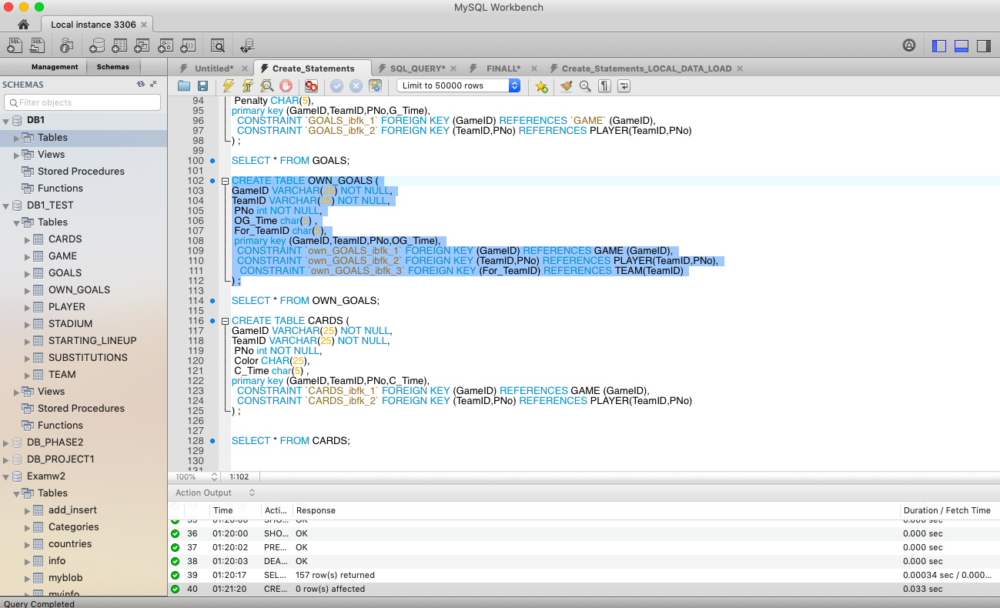 MySQL Workbench
Local instance 3306
Management Schemas
SCHEMAS
Filter objects
DB1
Tables
Views
Stored Procedures
Functions
DB1_TEST
Tables
CARDS
GAME
GOALS
OWN_GOALS
PLAYER
STADIUM
STARTING_LINEUP
SUBSTITUTIONS
TEAM
Views
Stored Procedures
Functions
DB_PHASE2
DB_PROJECT1
Examw2
Tables
add_insert
Categories
countries
info
myblob
myinfo
Untitled* Create_Statements SQL_QUERY* FINALL* Create_Statements_LOCAL_DATA_LOAD
Limit to 50000 rows
94 Penalty CHAR(5),
95 primary key (GameID,TeamID,PNo,G_Time),
96 CONSTRAINT `GOALS_ibfk_1` FOREIGN KEY (GameID) REFERENCES `GAME` (GameID),
97 CONSTRAINT `GOALS_ibfk_2` FOREIGN KEY (TeamID,PNo) REFERENCES PLAYER(TeamID,PNo)
98 ) ;
99
100 SELECT * FROM GOALS;
101
102 CREATE TABLE OWN_GOALS (
103 GameID VARCHAR(25) NOT NULL,
104 TeamID VARCHAR(25) NOT NULL,
105 PNo int NOT NULL,
106 OG_Time char(5) ,
107 For_TeamID char(5),
108 primary key (GameID,TeamID,PNo,OG_Time),
109 CONSTRAINT `own_GOALS_ibfk_1` FOREIGN KEY (GameID) REFERENCES GAME (GameID),
110 CONSTRAINT `own_GOALS_ibfk_2` FOREIGN KEY (TeamID,PNo) REFERENCES PLAYER(TeamID,PNo),
111 CONSTRAINT `own_GOALS_ibfk_3` FOREIGN KEY (For_TeamID) REFERENCES TEAM(TeamID)
112 ) ;
113
114 SELECT * FROM OWN_GOALS;
115
116 CREATE TABLE CARDS (
117 GameID VARCHAR(25) NOT NULL,
118 TeamID VARCHAR(25) NOT NULL,
119 PNo int NOT NULL,
120 Color CHAR(25),
121 C_Time char(5) ,
122 primary key (GameID,TeamID,PNo,C_Time),
123 CONSTRAINT `CARDS_ibfk_1` FOREIGN KEY (GameID) REFERENCES GAME (GameID),
124 CONSTRAINT `CARDS_ibfk_2` FOREIGN KEY (TeamID,PNo) REFERENCES PLAYER(TeamID,PNo)
125 ) ;
126
127
128 SELECT * FROM CARDS;
129
130
131
100% 1:102
Action Output
Time Acti... Response Duration / Fetch Time
35 01:20:00 SHO... OK 0.000 sec
36 01:20:00 SHO... OK 0.000 sec
37 01:20:02 PRE... OK 0.000 sec
38 01:20:03 DEA... OK 0.000 sec
39 01:20:17 SEL... 157 row(s) returned 0.00034 sec / 0.000...
40 01:21:20 CRE... 0 row(s) affected 0.033 sec
Query Completed